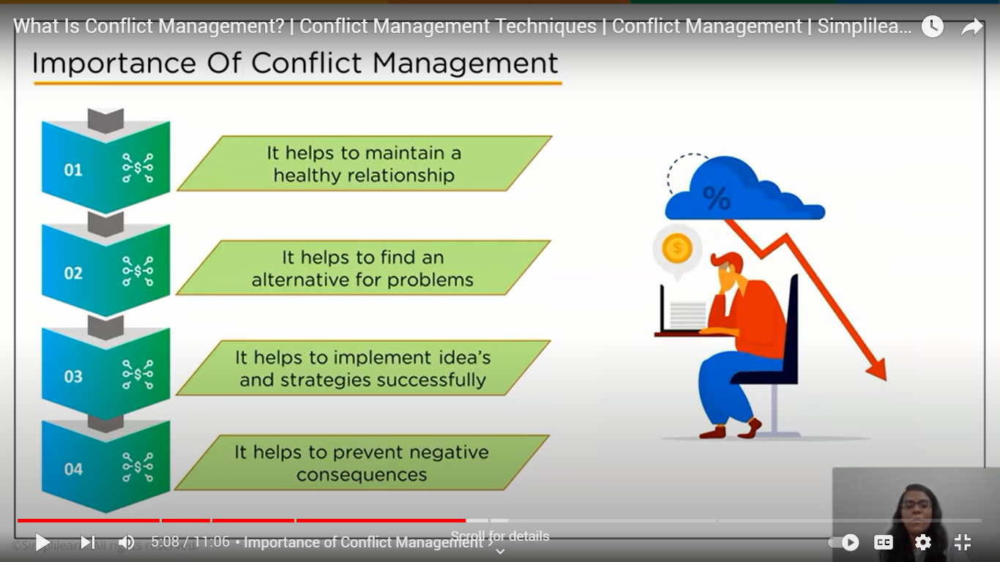 What Is Conflict Management? | Conflict Management Techniques | Conflict Management | Simplilea...
Importance Of Conflict Management
01
It helps to maintain a
healthy relationship
02
It helps to find an
alternative for problems
03
It helps to implement idea's
and strategies successfully
04
It helps to prevent negative
consequences
%
$
5:08 / 11:06 • Importance of Conflict Management
Scroll for details
CC
©Simplilearn. All rights reserved.